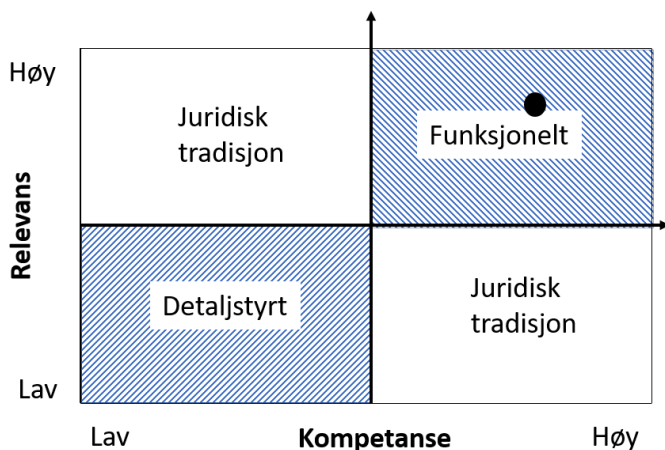 Høy
Juridisk
tradisjon
Funksjonelt
Relevans
Detaljstyrt
Juridisk
tradisjon
Lav
Lav
Kompetanse
Høy